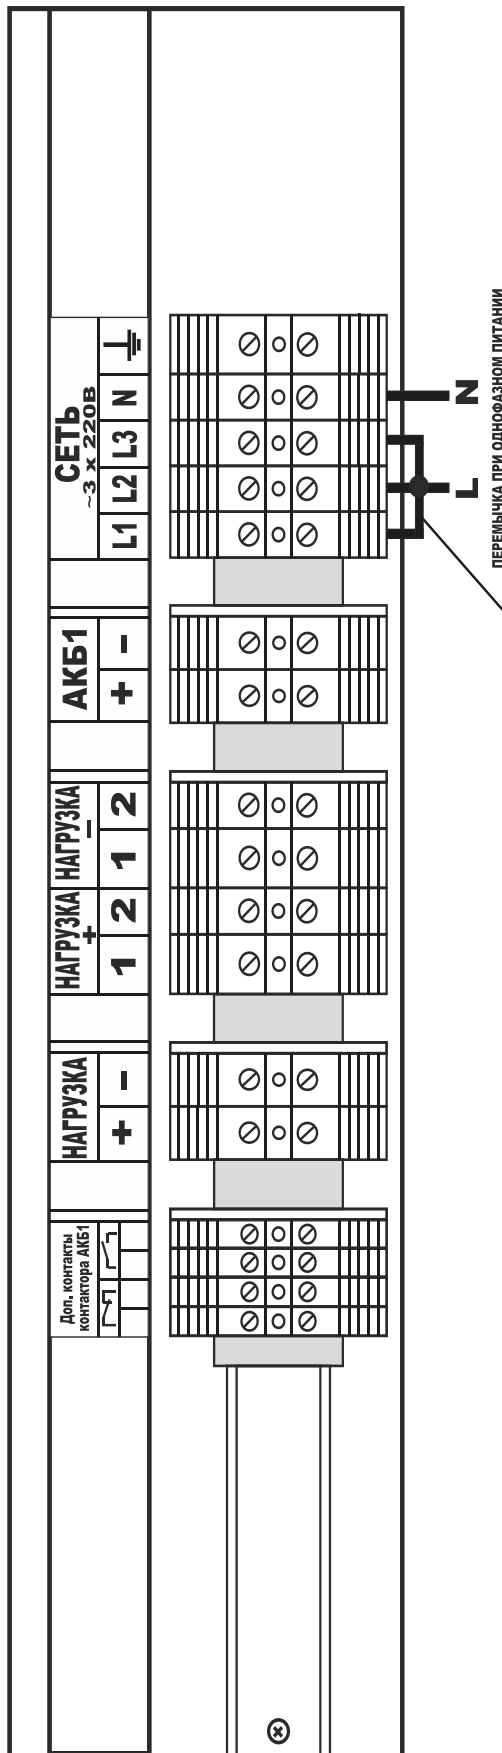 СЕТЬ
~3 x 220В
L1 L2 L3 N
N
L
ПЕРЕМЫЧКА ПРИ ОДНОФАЗНОМ ПИТАНИИ
АКБ1
+ –
НАГРУЗКА
–
1 2
НАГРУЗКА
+
1 2
НАГРУЗКА
+ –
Доп. контакты
контактора АКБ1